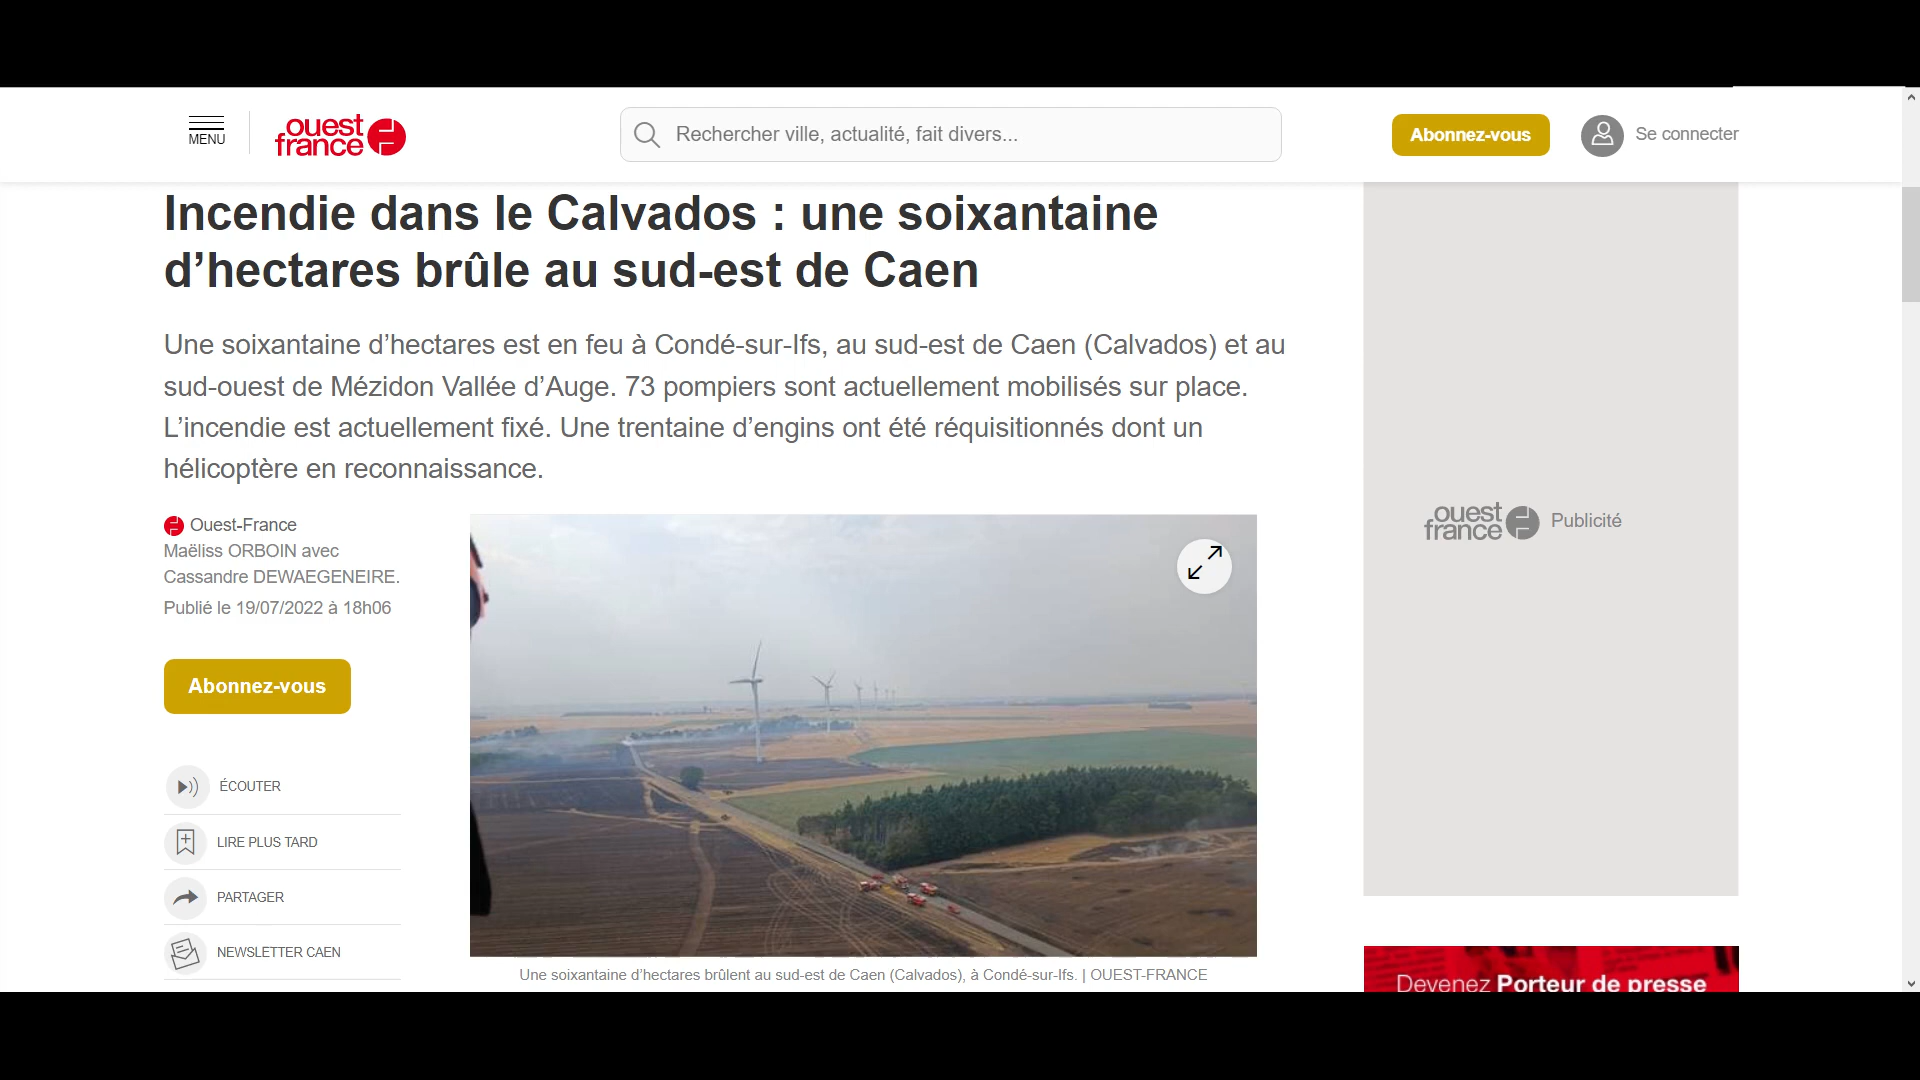 MENU
ouest
france
Rechercher ville, actualité, fait divers...
Abonnez-vous
Se connecter
Incendie dans le Calvados : une soixantaine
d’hectares brûle au sud-est de Caen
Une soixantaine d’hectares est en feu à Condé-sur-Ifs, au sud-est de Caen (Calvados) et au
sud-ouest de Mézidon Vallée d’Auge. 73 pompiers sont actuellement mobilisés sur place.
L’incendie est actuellement fixé. Une trentaine d’engins ont été réquisitionnés dont un
hélicoptère en reconnaissance.
Ouest-France
Maëliss ORBOIN avec
Cassandre DEWAEGENEIRE.
Publié le 19/07/2022 à 18h06
Abonnez-vous
ÉCOUTER
LIRE PLUS TARD
PARTAGER
NEWSLETTER CAEN
Une soixantaine d’hectares brûlent au sud-est de Caen (Calvados), à Condé-sur-Ifs. | OUEST-FRANCE
ouest
france
Publicité
Devenez Porteur de presse